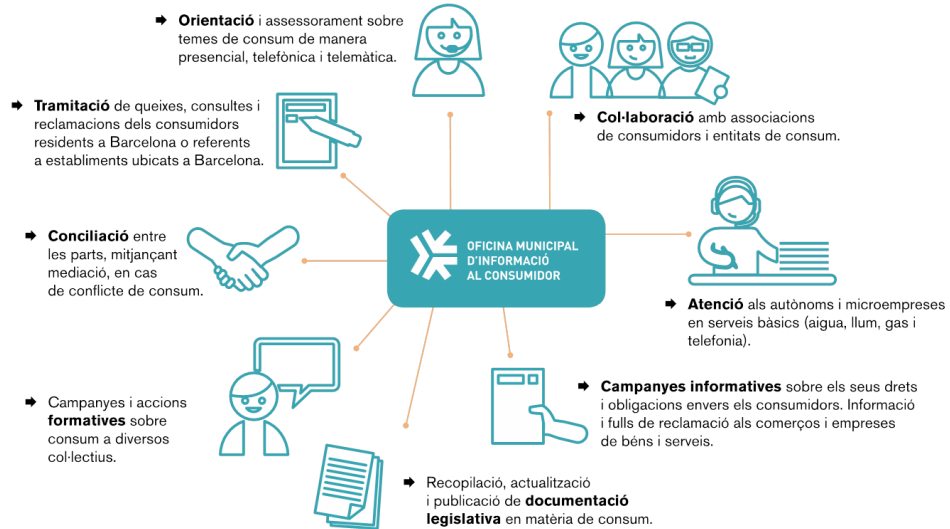 Orientació i assessorament sobre
temes de consum de manera
presencial, telefònica i telemàtica.
Col·laboració amb associacions
de consumidors i entitats de consum.
Tramitació de queixes, consultes i
reclamacions dels consumidors
residents a Barcelona o referents
a establiments ubicats a Barcelona.
Conciliació entre
les parts, mitjançant
mediació, en cas
de conflicte de consum.
OFICINA MUNICIPAL
D'INFORMACIÓ
AL CONSUMIDOR
Atenció als autònoms i microempreses
en serveis bàsics (aigua, llum, gas i
telefonia).
Campanyes i accions
formatives sobre
consum a diversos
col·lectius.
Campanyes informatives sobre els seus drets
i obligacions envers els consumidors. Informació
i fulls de reclamació als comerços i empreses
de béns i serveis.
Recopilació, actualització
i publicació de documentació
legislativa en matèria de consum.